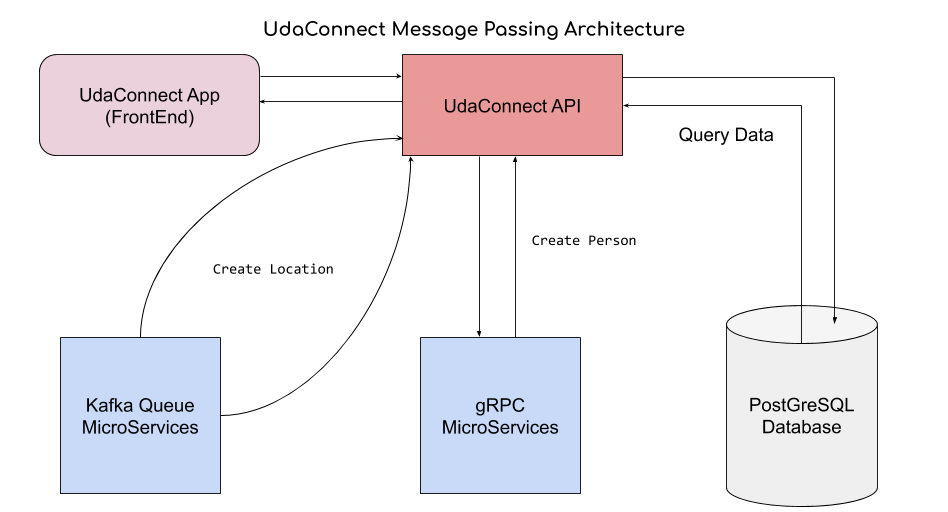 UdaConnect Message Passing Architecture
UdaConnect App
(FrontEnd)
UdaConnect API
Query Data
Create Person
Create Location
Kafka Queue
MicroServices
gRPC
MicroServices
PostGreSQL
Database